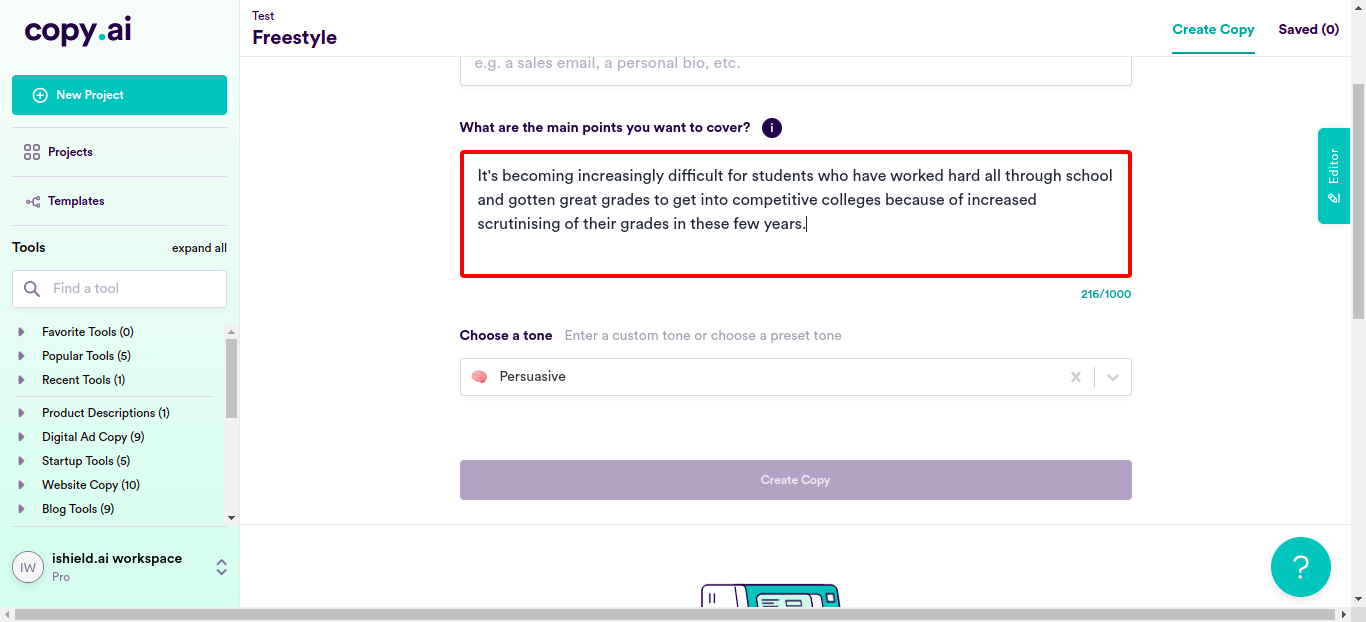 copy.ai
New Project
Projects
Templates
Tools
expand all
Find a tool
Favorite Tools (0)
Popular Tools (5)
Recent Tools (1)
Product Descriptions (1)
Digital Ad Copy (9)
Startup Tools (5)
Website Copy (10)
Blog Tools (9)
IW
ishield.ai workspace
Pro
Test
Freestyle
Create Copy
Saved (0)
e.g. a sales email, a personal bio, etc.
What are the main points you want to cover?
i
It's becoming increasingly difficult for students who have worked hard all through school
and gotten great grades to get into competitive colleges because of increased
scrutinising of their grades in these few years.
216/1000
Choose a tone
Enter a custom tone or choose a preset tone
Persuasive
Create Copy
Editor
?